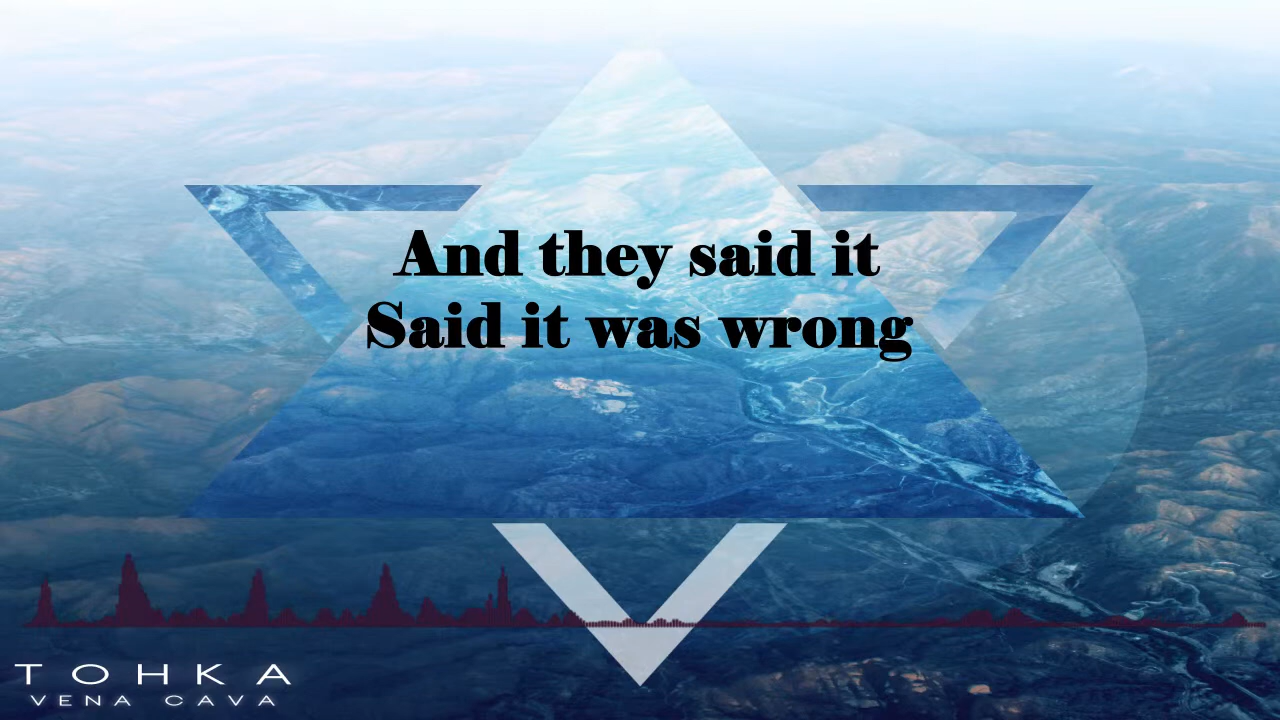 And they said it
Said it was wrong
TOHKA
VENA CAVA